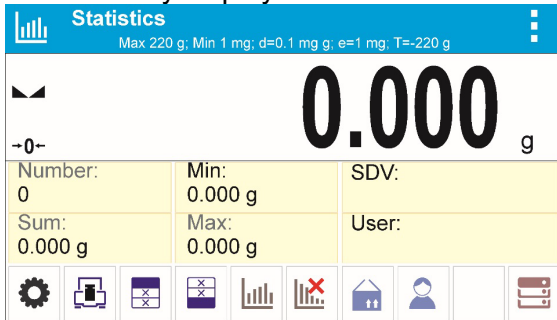 Statistics
Max 220 g; Min 1 mg; d=0.1 mg g; e=1 mg; T=-220 g
0.000 g
→0←
Number:
0
Min:
0.000 g
SDV:
Sum:
0.000 g
Max:
0.000 g
User: